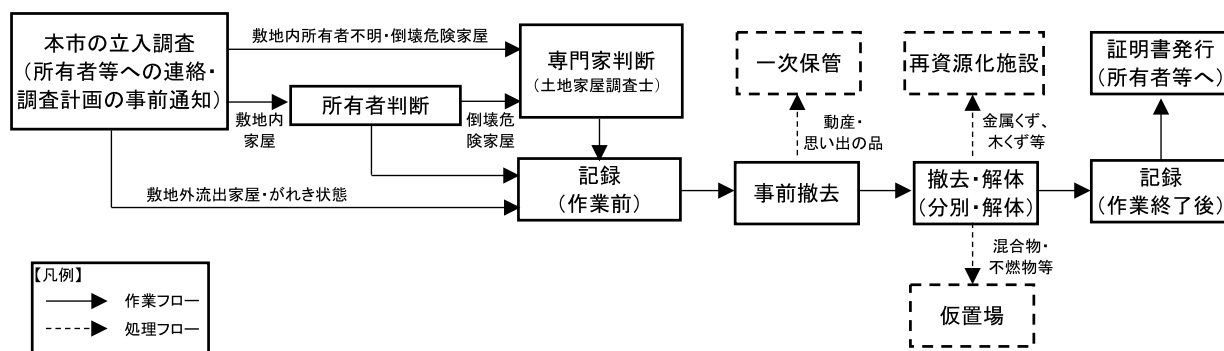 本市の立入調査
(所有者等への連絡・
調査計画の事前通知)
敷地内所有者不明・倒壊危険家屋
敷地内
家屋
所有者判断
倒壊危
険家屋
専門家判断
(土地家屋調査士)
敷地外流出家屋・がれき状態
記録
(作業前)
一次保管
動産・
思い出の品
事前撤去
再資源化施設
金属くず、
木くず等
撤去・解体
(分別・解体)
混合物・
不燃物等
仮置場
証明書発行
(所有者等へ)
記録
(作業終了後)
【凡例】
作業フロー
処理フロー